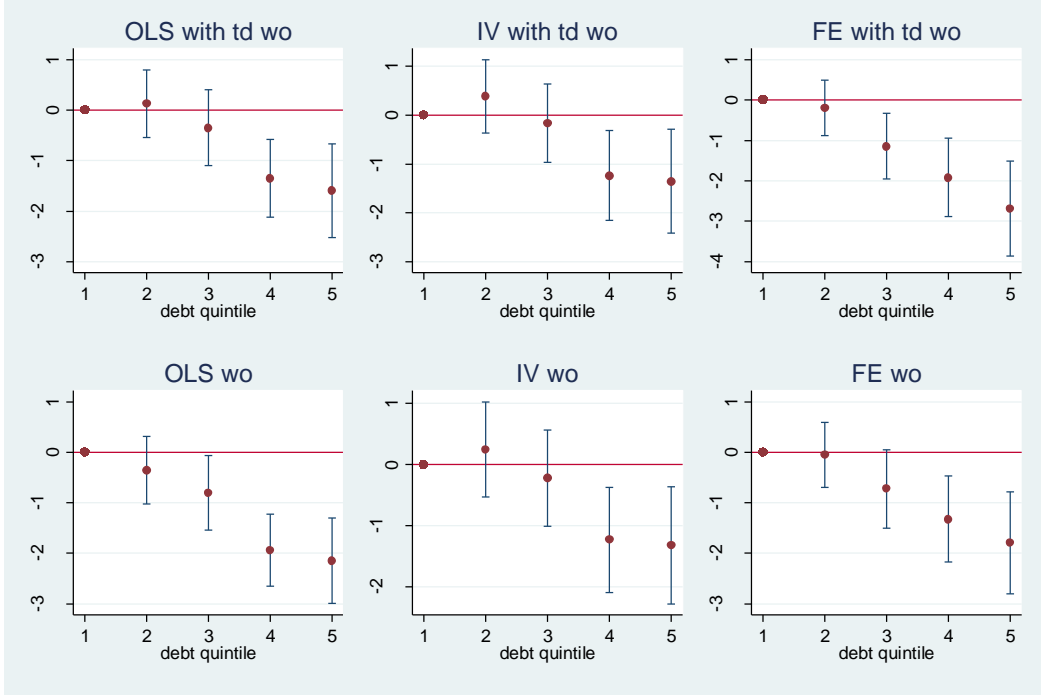 OLS with td wo
1
0
-1
-2
-3
1 2 3 4 5
debt quintile
IV with td wo
1
0
-1
-2
-3
1 2 3 4 5
debt quintile
FE with td wo
1
0
-1
-2
-3
-4
1 2 3 4 5
debt quintile
OLS wo
1
0
-1
-2
-3
1 2 3 4 5
debt quintile
IV wo
1
0
-1
-2
1 2 3 4 5
debt quintile
FE wo
1
0
-1
-2
-3
1 2 3 4 5
debt quintile